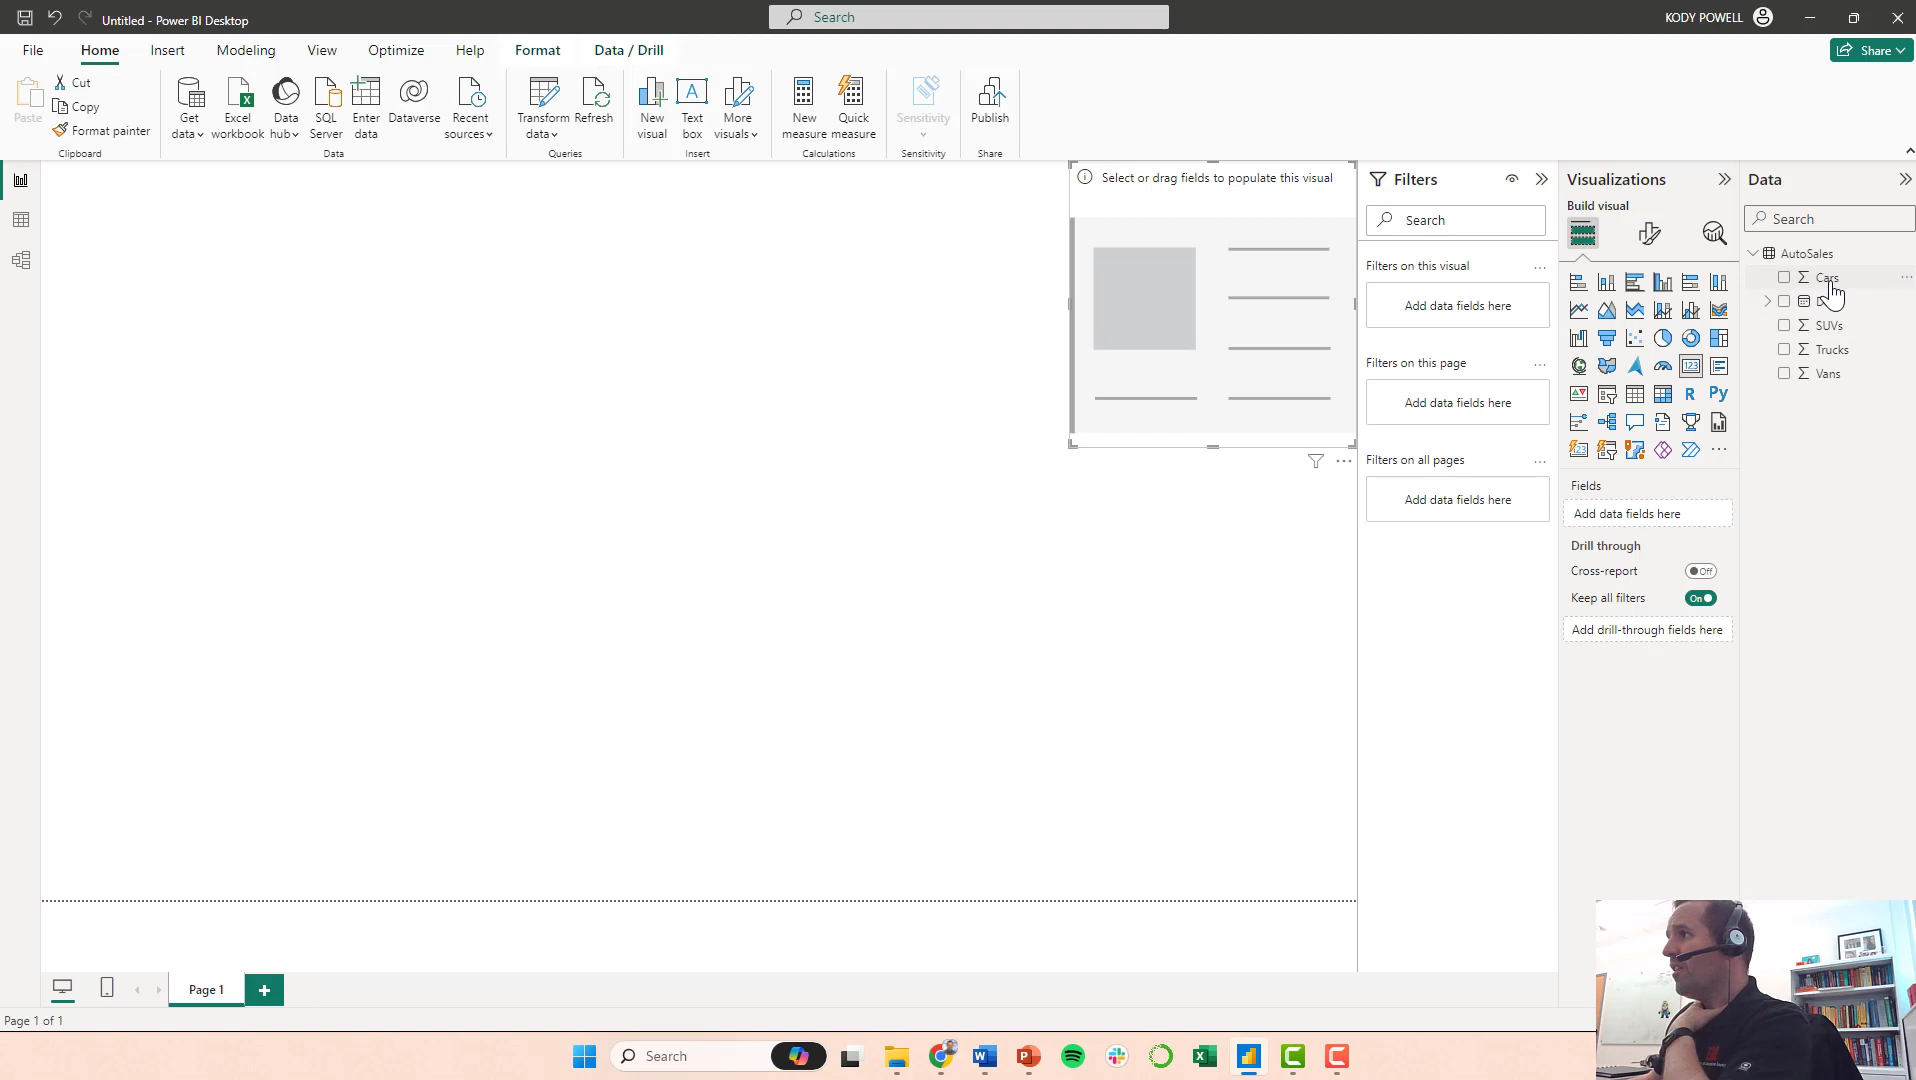 Untitled - Power BI Desktop
Search
KODY POWELL
File Home Insert Modeling View Optimize Help Format Data / Drill
Share
Paste
Cut
Copy
Format painter
Clipboard
Get data
Excel workbook
Data hub
SQL Server
Enter data
Dataverse
Recent sources
Data
Transform data
Refresh
Queries
New visual
Text box
More visuals
Insert
New measure
Quick measure
Calculations
Sensitivity
Sensitivity
Publish
Share
Select or drag fields to populate this visual
Filters
Search
Filters on this visual
Add data fields here
Filters on this page
Add data fields here
Filters on all pages
Add data fields here
Visualizations
Build visual
123
R
Py
123
Fields
Add data fields here
Drill through
Cross-report
Off
Keep all filters
On
Add drill-through fields here
Data
Search
AutoSales
Cars
SUVs
Trucks
Vans
Page 1
Page 1 of 1
Search